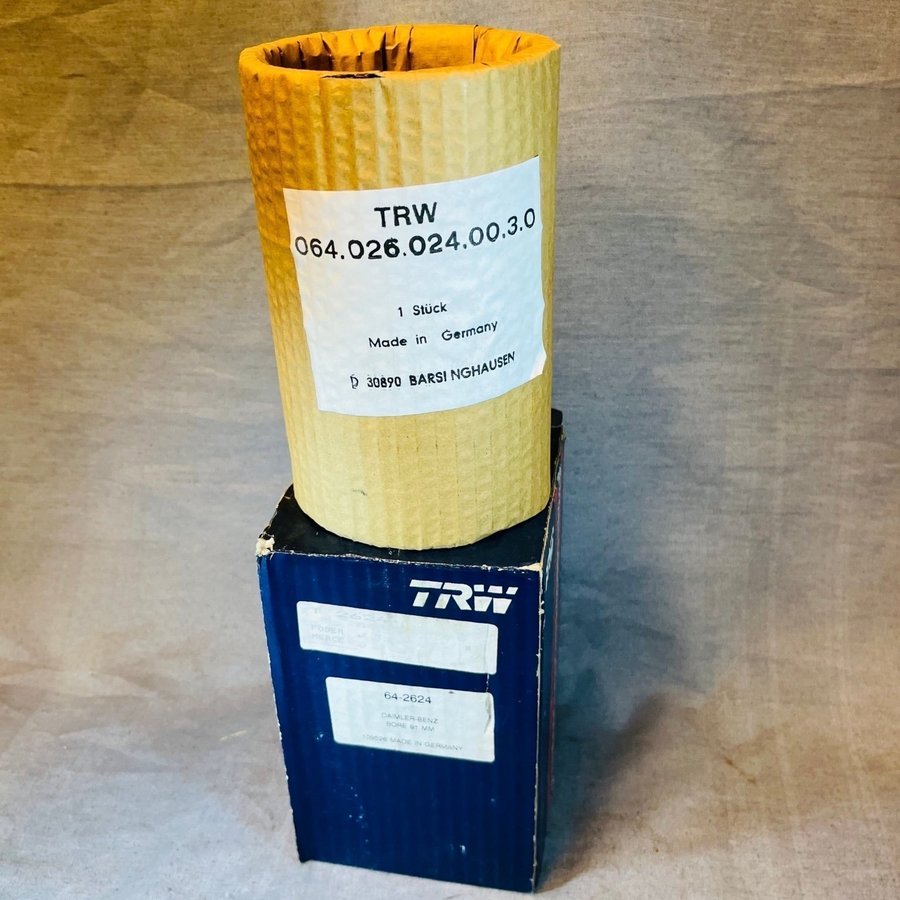 TRW
064.026.024.00.3.0
1 Stück
Made in Germany
D 30890 BARSINGHAUSEN
TRW
64-2624
DAIMLER-BENZ
BORE 91 MM
MADE IN GERMANY